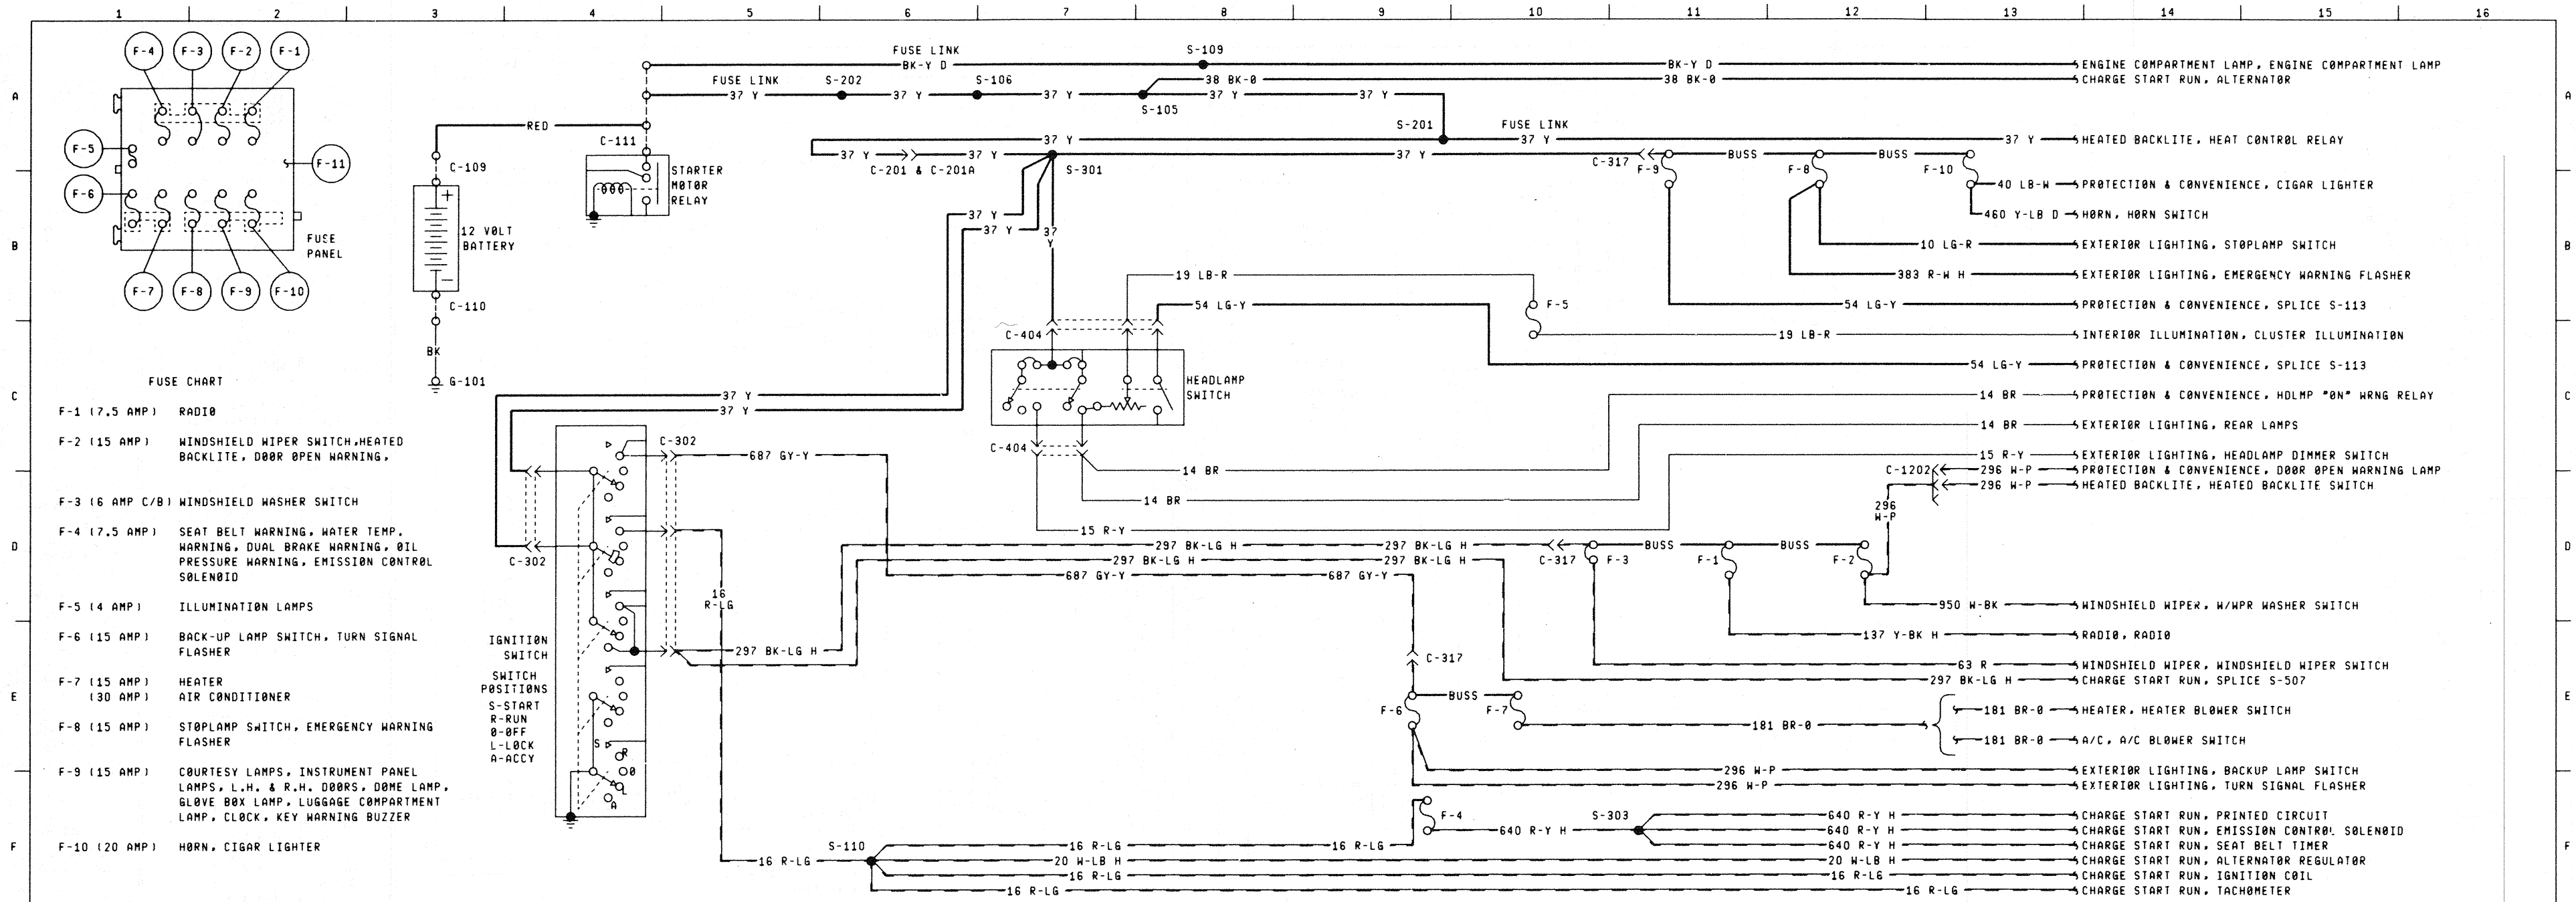 1 2 3 4 5 6 7 8 9 10 11 12 13 14 15 16
A
B
C
D
E
F
A
B
C
D
E
F
F-4 F-3 F-2 F-1
F-5
F-11
F-6
FUSE
PANEL
F-7 F-8 F-9 F-10
FUSE CHART
F-1 (7.5 AMP) RADIO
F-2 (15 AMP) WINDSHIELD WIPER SWITCH,HEATED
BACKLITE, DOOR OPEN WARNING,
F-3 (6 AMP C/B) WINDSHIELD WASHER SWITCH
F-4 (7.5 AMP) SEAT BELT WARNING, WATER TEMP.
WARNING, DUAL BRAKE WARNING, OIL
PRESSURE WARNING, EMISSION CONTROL
SOLENOID
F-5 (4 AMP) ILLUMINATION LAMPS
F-6 (15 AMP) BACK-UP LAMP SWITCH, TURN SIGNAL
FLASHER
F-7 (15 AMP) HEATER
(30 AMP) AIR CONDITIONER
F-8 (15 AMP) STOPLAMP SWITCH, EMERGENCY WARNING
FLASHER
F-9 (15 AMP) COURTESY LAMPS, INSTRUMENT PANEL
LAMPS, L.H. & R.H. DOORS, DOME LAMP,
GLOVE BOX LAMP, LUGGAGE COMPARTMENT
LAMP, CLOCK, KEY WARNING BUZZER
F-10 (20 AMP) HORN, CIGAR LIGHTER
FUSE LINK S-109
BK-Y D BK-Y D ENGINE COMPARTMENT LAMP, ENGINE COMPARTMENT LAMP
FUSE LINK S-202 S-106 38 BK-O 38 BK-O CHARGE START RUN, ALTERNATOR
37 Y 37 Y 37 Y 37 Y 37 Y
S-105
RED
S-201 FUSE LINK
C-111 37 Y 37 Y 37 Y HEATED BACKLITE, HEAT CONTROL RELAY
37 Y 37 Y 37 Y BUSS BUSS
C-109
STARTER
MOTOR
RELAY
C-201 & C-201A S-301 C-317 F-9 F-8 F-10
40 LB-W PROTECTION & CONVENIENCE, CIGAR LIGHTER
460 Y-LB D HORN, HORN SWITCH
12 VOLT
BATTERY
+
-
37 Y
37 Y
37
Y
10 LG-R EXTERIOR LIGHTING, STOPLAMP SWITCH
19 LB-R 383 R-W H EXTERIOR LIGHTING, EMERGENCY WARNING FLASHER
C-110 54 LG-Y F-5 54 LG-Y PROTECTION & CONVENIENCE, SPLICE S-113
C-404 19 LB-R INTERIOR ILLUMINATION, CLUSTER ILLUMINATION
BK
54 LG-Y PROTECTION & CONVENIENCE, SPLICE S-113
G-101
HEADLAMP
SWITCH
37 Y 14 BR PROTECTION & CONVENIENCE, HDLMP "ON" WRNG RELAY
37 Y
14 BR EXTERIOR LIGHTING, REAR LAMPS
C-302 C-404
687 GY-Y 15 R-Y EXTERIOR LIGHTING, HEADLAMP DIMMER SWITCH
14 BR C-1202 296 W-P PROTECTION & CONVENIENCE, DOOR OPEN WARNING LAMP
296 W-P HEATED BACKLITE, HEATED BACKLITE SWITCH
14 BR
296
W-P
15 R-Y
297 BK-LG H 297 BK-LG H BUSS BUSS
C-302 297 BK-LG H 297 BK-LG H C-317 F-3 F-1 F-2
687 GY-Y 687 GY-Y
16
R-LG
950 W-BK WINDSHIELD WIPER, W/WPR WASHER SWITCH
137 Y-BK H RADIO, RADIO
IGNITION
SWITCH
297 BK-LG H C-317
63 R WINDSHIELD WIPER, WINDSHIELD WIPER SWITCH
297 BK-LG H CHARGE START RUN, SPLICE S-507
SWITCH
POSITIONS
S-START
R-RUN
O-OFF
L-LOCK
A-ACCY
S
R
O
L
A
BUSS
F-6 F-7
181 BR-O HEATER, HEATER BLOWER SWITCH
181 BR-O
181 BR-O A/C, A/C BLOWER SWITCH
296 W-P EXTERIOR LIGHTING, BACKUP LAMP SWITCH
296 W-P EXTERIOR LIGHTING, TURN SIGNAL FLASHER
F-4 S-303 640 R-Y H CHARGE START RUN, PRINTED CIRCUIT
640 R-Y H 640 R-Y H CHARGE START RUN, EMISSION CONTROL SOLENOID
S-110 16 R-LG 16 R-LG 640 R-Y H CHARGE START RUN, SEAT BELT TIMER
16 R-LG 20 W-LB H 20 W-LB H CHARGE START RUN, ALTERNATOR REGULATOR
16 R-LG 16 R-LG CHARGE START RUN, IGNITION COIL
16 R-LG 16 R-LG CHARGE START RUN, TACHOMETER